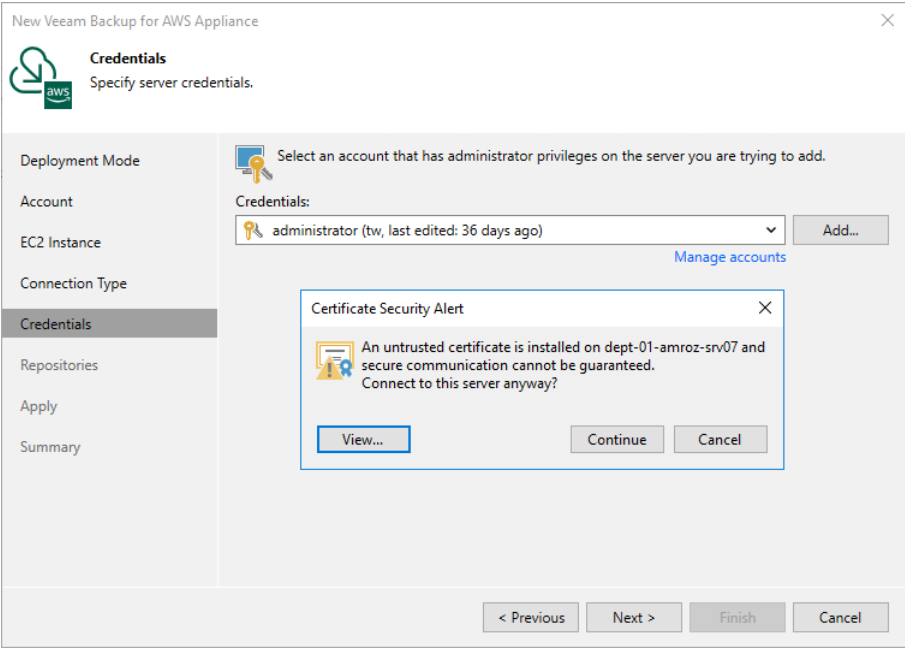 New Veeam Backup for AWS Appliance
Credentials
Specify server credentials.
aws
Deployment Mode
Account
EC2 Instance
Connection Type
Credentials
Repositories
Apply
Summary
Select an account that has administrator privileges on the server you are trying to add.
Credentials:
administrator (tw, last edited: 36 days ago)
Add...
Manage accounts
Certificate Security Alert
An untrusted certificate is installed on dept-01-amroz-srv07 and
secure communication cannot be guaranteed.
Connect to this server anyway?
View...
Continue
Cancel
< Previous
Next >
Finish
Cancel